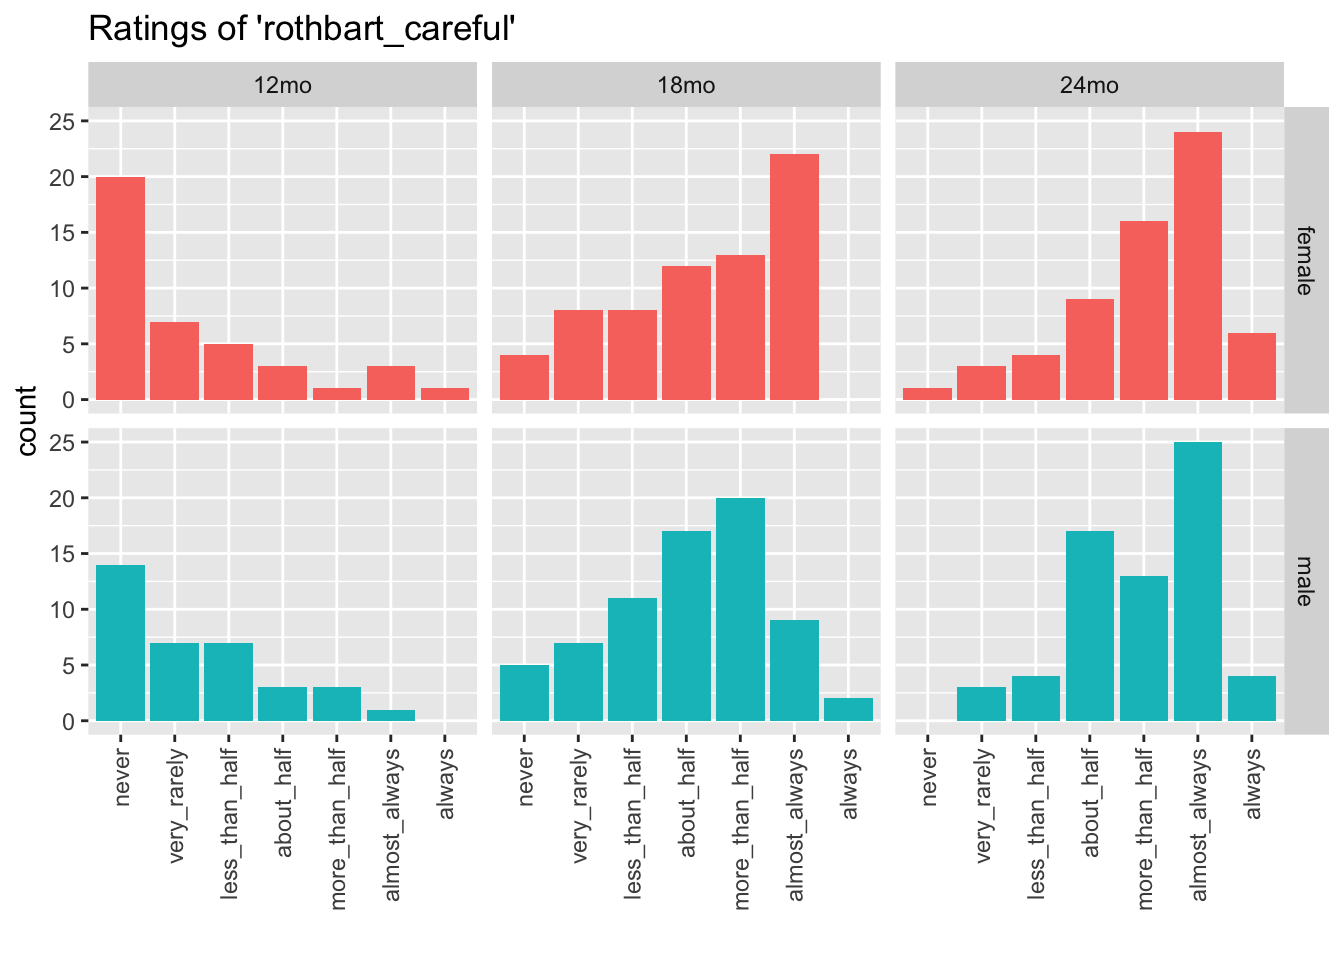 Ratings of 'rothbart_careful'
12mo
18mo
24mo
25
20
15
10
5
0
female
count
25
20
15
10
5
0
male
never
very_rarely
less_than_half
about_half
more_than_half
almost_always
always
never
very_rarely
less_than_half
about_half
more_than_half
almost_always
always
never
very_rarely
less_than_half
about_half
more_than_half
almost_always
always